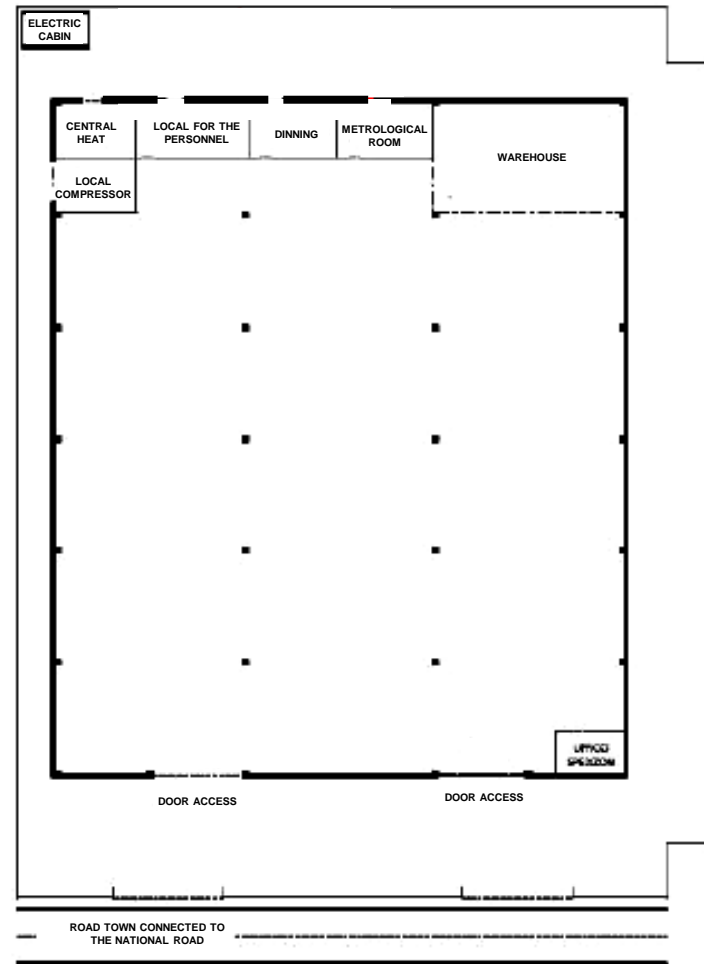 ELECTRIC
CABIN
CENTRAL
HEAT
LOCAL FOR THE
PERSONNEL
DINNING
METROLOGICAL
ROOM
WAREHOUSE
LOCAL
COMPRESSOR
DOOR ACCESS
DOOR ACCESS
ROAD TOWN CONNECTED TO
THE NATIONAL ROAD